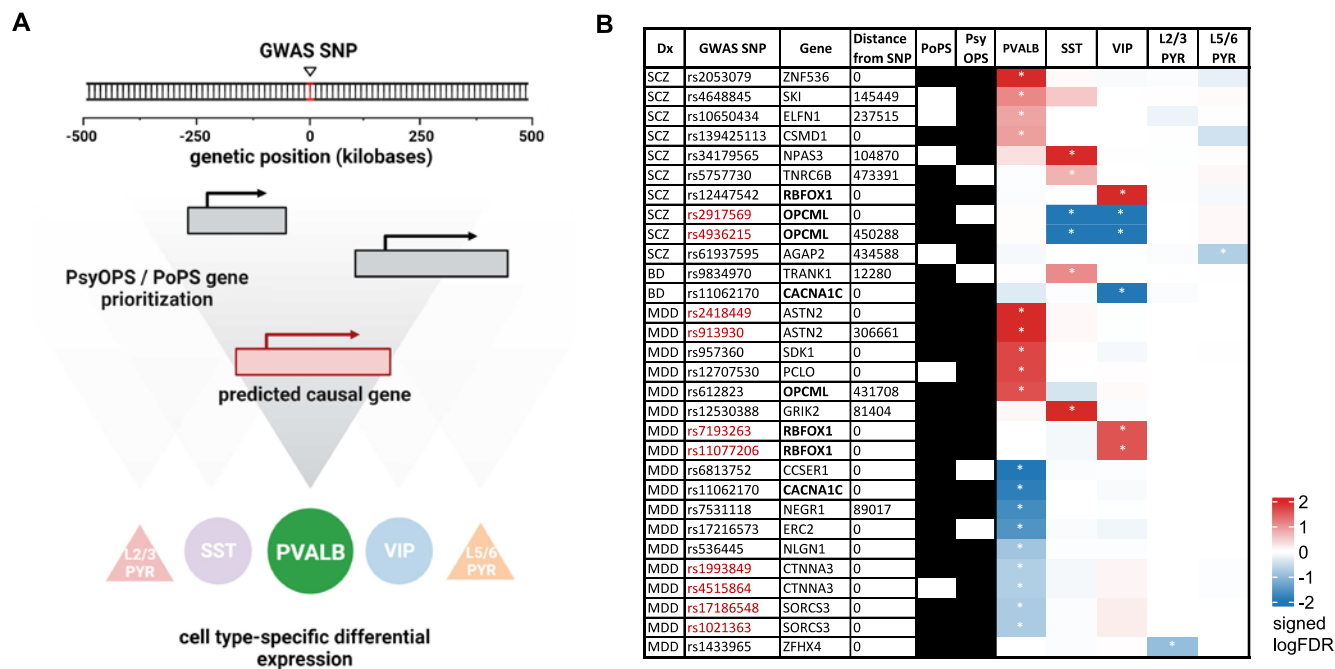 A
GWAS SNP
-500
-250
0
250
500
genetic position (kilobases)
PsyOPS / PoPS gene
prioritization
predicted causal gene
L2/3
PYR
SST
PVALB
VIP
L5/6
PYR
cell type-specific differential
expression
B
Dx GWAS SNP Gene Distance from SNP PoPS Psy OPS PVALB SST VIP L2/3 PYR L5/6 PYR
SCZ rs2053079 ZNF536 0 *
SCZ rs4648845 SKI 145449 *
SCZ rs10650434 ELFN1 237515 *
SCZ rs139425113 CSMD1 0 *
SCZ rs34179565 NPAS3 104870 *
SCZ rs5757730 TNRC6B 473391 *
SCZ rs12447542 RBFOX1 0 *
SCZ rs2917569 OPCML 0 * *
SCZ rs4936215 OPCML 450288 * *
SCZ rs61937595 AGAP2 434588 *
BD rs9834970 TRANK1 12280 *
BD rs11062170 CACNA1C 0 *
MDD rs2418449 ASTN2 0 *
MDD rs913930 ASTN2 306661 *
MDD rs957360 SDK1 0 *
MDD rs12707530 PCLO 0 *
MDD rs612823 OPCML 431708 *
MDD rs12530388 GRIK2 81404 *
MDD rs7193263 RBFOX1 0 *
MDD rs11077206 RBFOX1 0 *
MDD rs6813752 CCSER1 0 *
MDD rs11062170 CACNA1C 0 *
MDD rs7531118 NEGR1 89017 *
MDD rs17216573 ERC2 0 *
MDD rs536445 NLGN1 0 *
MDD rs1993849 CTNNA3 0 *
MDD rs4515864 CTNNA3 0 *
MDD rs17186548 SORCS3 0 *
MDD rs1021363 SORCS3 0 *
MDD rs1433965 ZFHX4 0 *
2
1
0
-1
-2
signed
logFDR